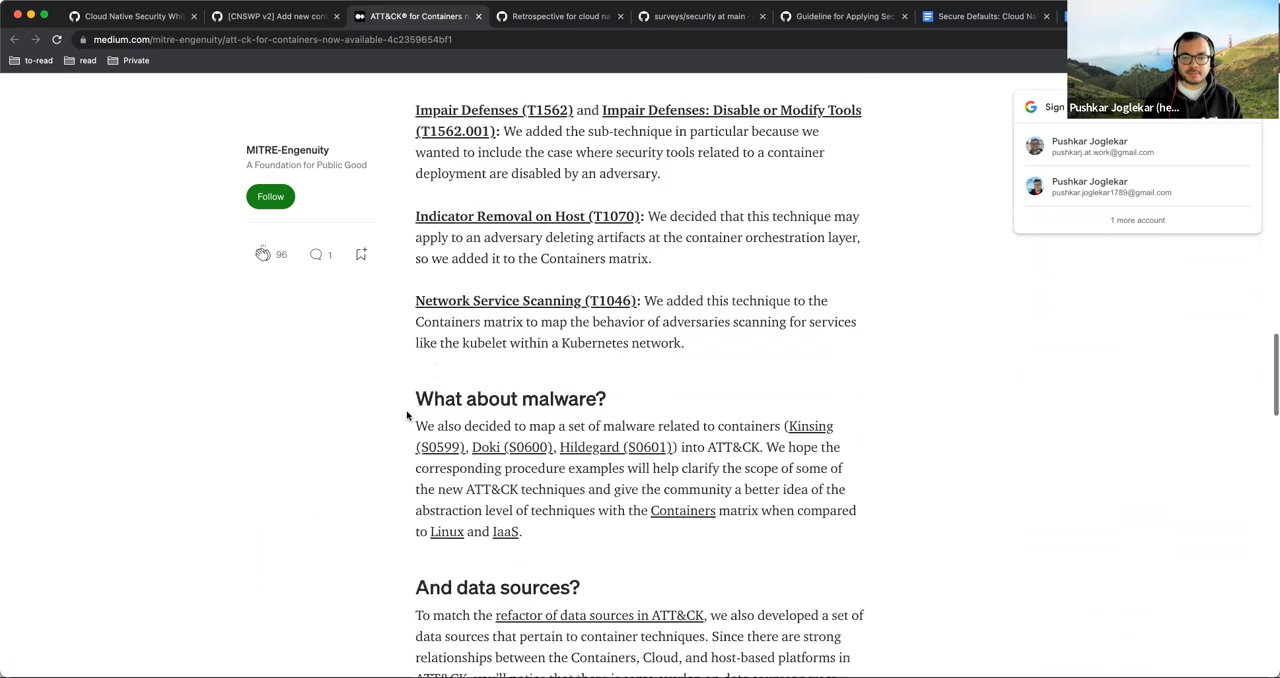 Cloud Native Security Whi
[CNSWP v2] Add new con
ATT&CK® for Containers n
Retrospective for cloud na
surveys/security at main ·
Guideline for Applying Sec
Secure Defaults: Cloud Na
medium.com/mitre-engenuity/att-ck-for-containers-now-available-4c2359654bf1
to-read
read
Private
Pushkar Joglekar (he...
Sign
Pushkar Joglekar
pushkarj.at.work@gmail.com
Pushkar Joglekar
pushkar.joglekar1789@gmail.com
1 more account
MITRE-Engenuity
A Foundation for Public Good
Follow
96
1
Impair Defenses (T1562) and Impair Defenses: Disable or Modify Tools
(T1562.001): We added the sub-technique in particular because we
wanted to include the case where security tools related to a container
deployment are disabled by an adversary.
Indicator Removal on Host (T1070): We decided that this technique may
apply to an adversary deleting artifacts at the container orchestration layer,
so we added it to the Containers matrix.
Network Service Scanning (T1046): We added this technique to the
Containers matrix to map the behavior of adversaries scanning for services
like the kubelet within a Kubernetes network.
What about malware?
We also decided to map a set of malware related to containers (Kinsing
(S0599), Doki (S0600), Hildegard (S0601)) into ATT&CK. We hope the
corresponding procedure examples will help clarify the scope of some of
the new ATT&CK techniques and give the community a better idea of the
abstraction level of techniques with the Containers matrix when compared
to Linux and IaaS.
And data sources?
To match the refactor of data sources in ATT&CK, we also developed a set of
data sources that pertain to container techniques. Since there are strong
relationships between the Containers, Cloud, and host-based platforms in